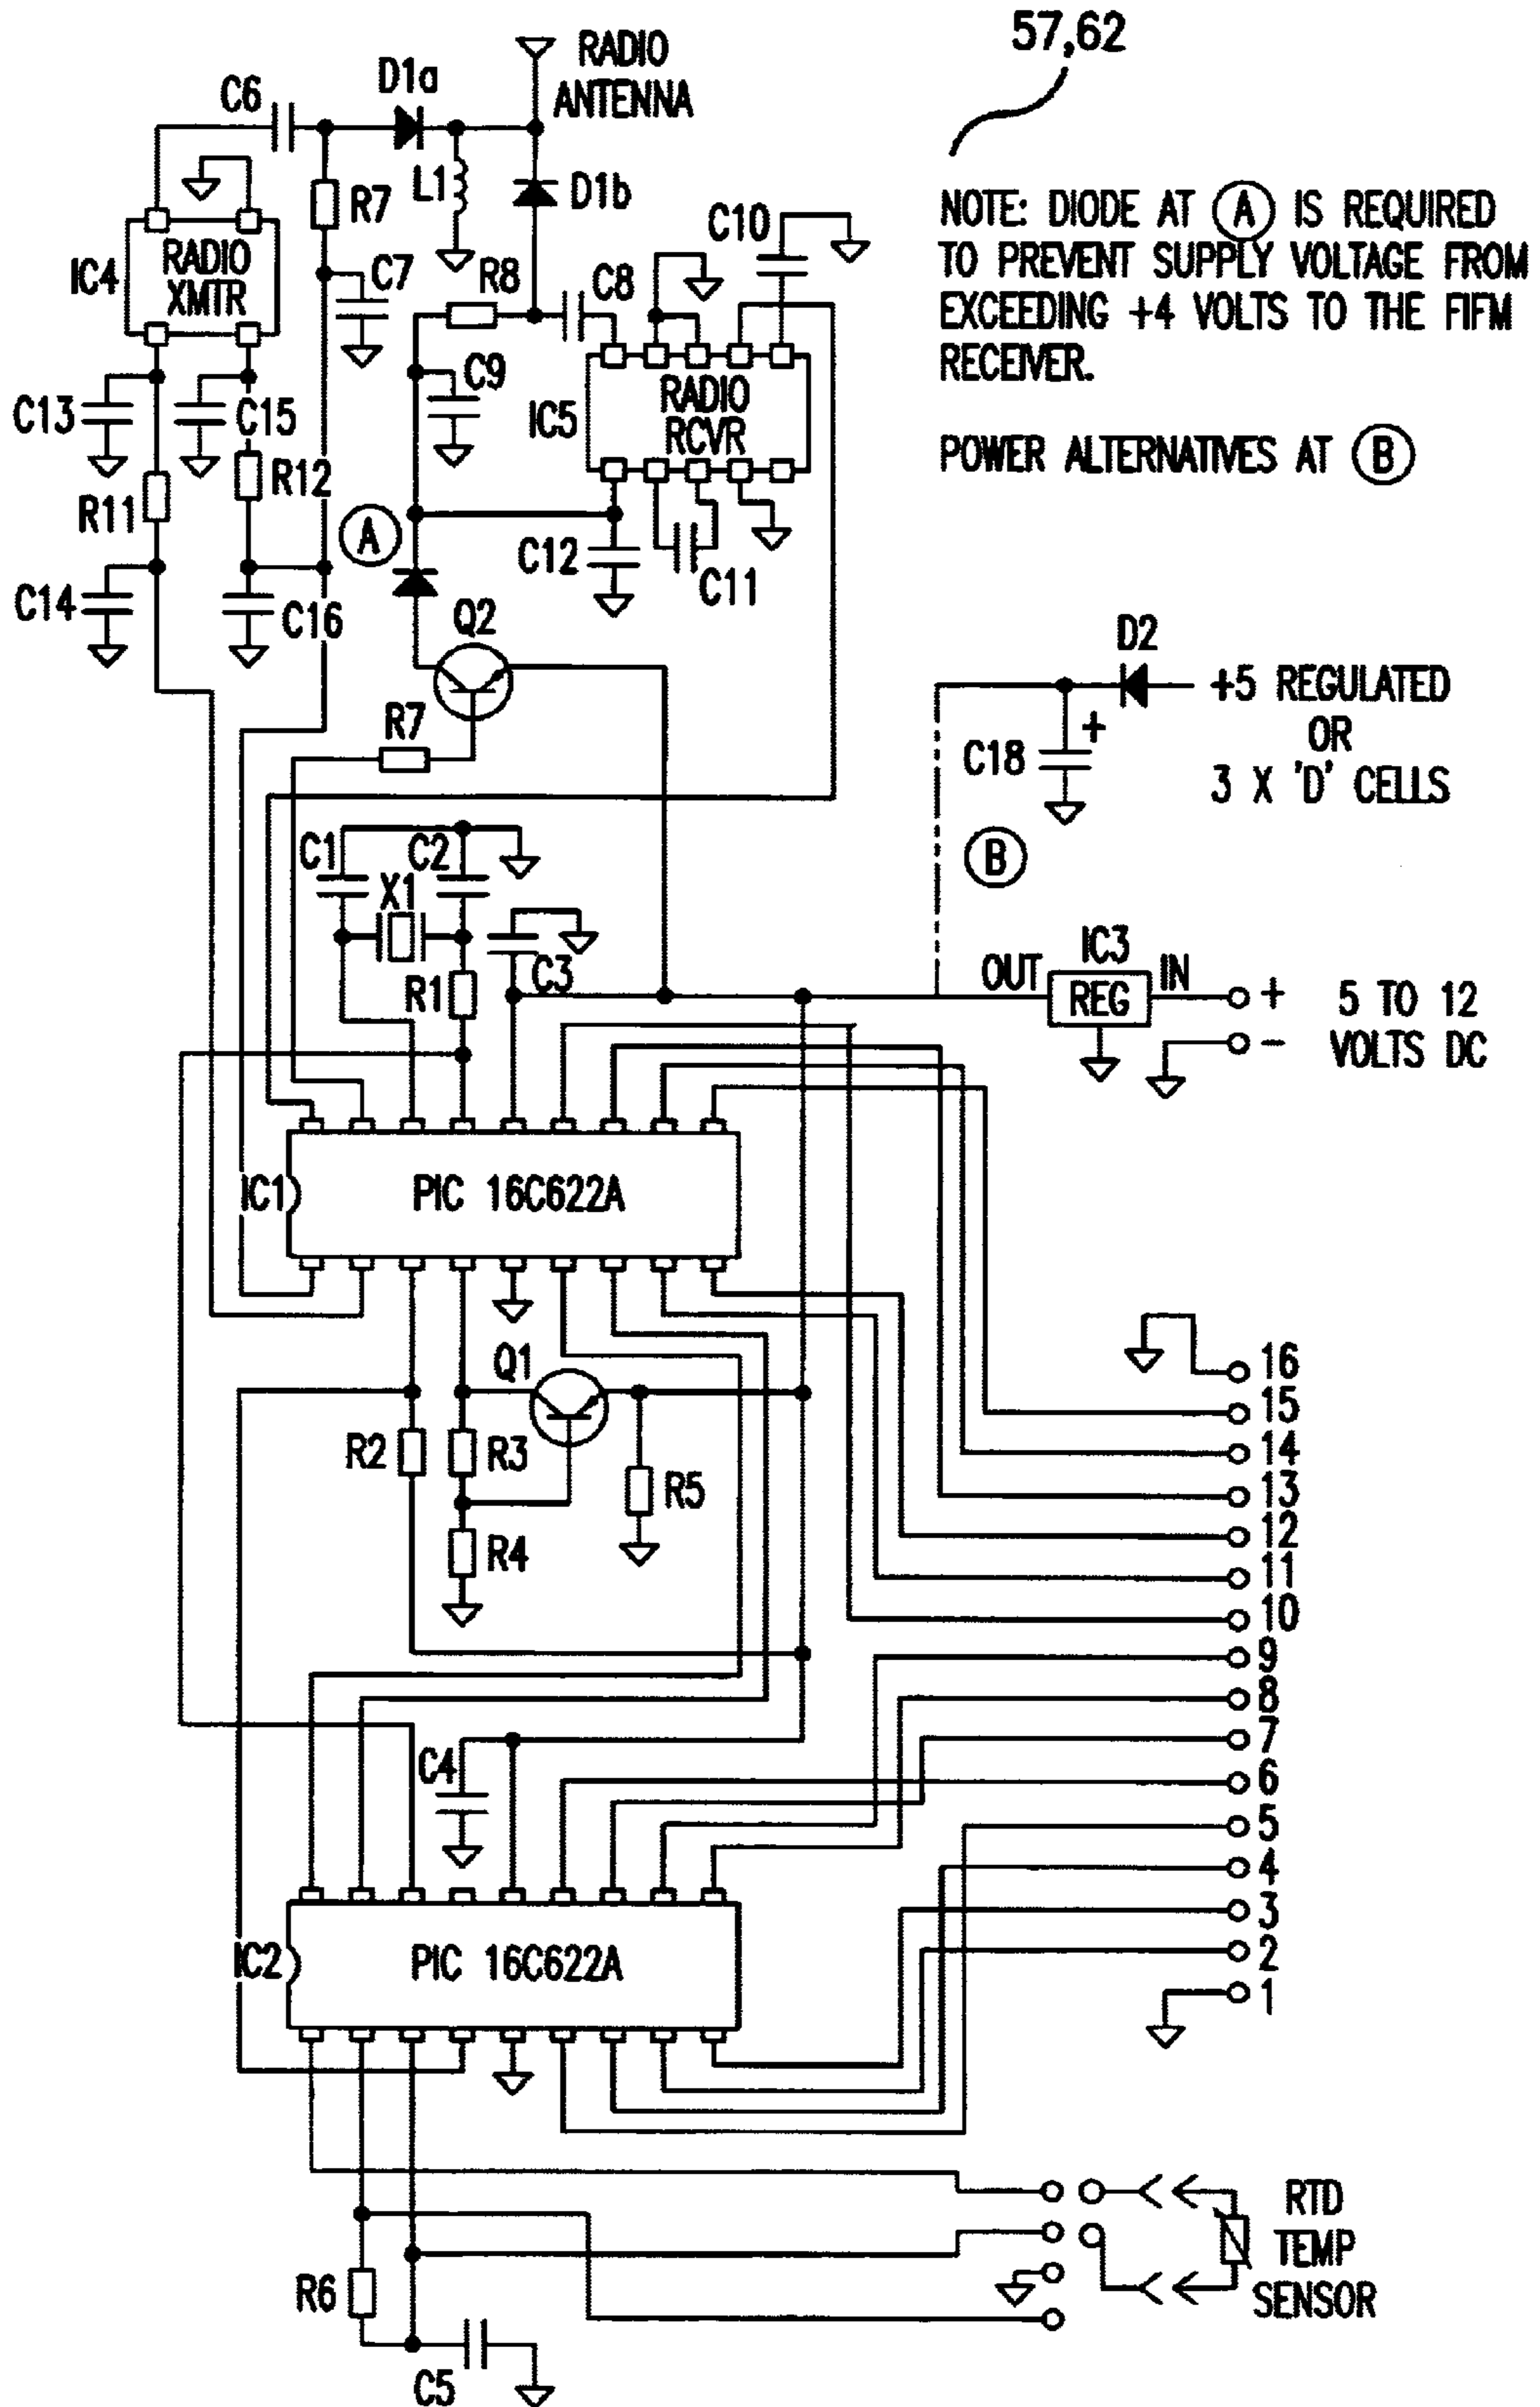 57,62
RADIO
ANTENNA
D1a
C6
R7
L1
D1b
C10
NOTE: DIODE AT A IS REQUIRED
TO PREVENT SUPPLY VOLTAGE FROM
EXCEEDING +4 VOLTS TO THE FIFM
RECEIVER.
POWER ALTERNATIVES AT B
IC4
RADIO
XMTR
C7
R8
C8
C9
IC5
RADIO
RCVR
C13
C15
R12
R11
A
C12
C11
C14
C16
Q2
D2
+5 REGULATED
OR
3 X 'D' CELLS
+
C18
R7
B
C1
C2
X1
C3
R1
OUT
IC3
REG
IN
+
-
5 TO 12
VOLTS DC
IC1
PIC 16C622A
Q1
R2
R3
R5
R4
16
15
14
13
12
11
10
9
8
7
6
5
4
3
2
1
C4
IC2
PIC 16C622A
R6
C5
RTD
TEMP
SENSOR